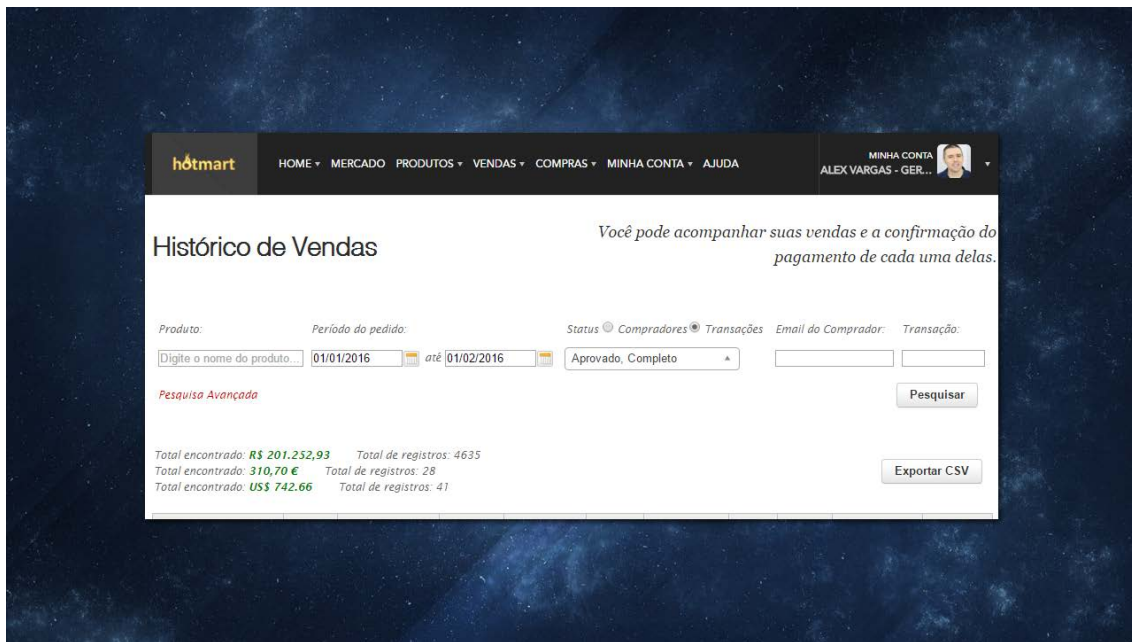 hotmart HOME MERCADO PRODUTOS VENDAS COMPRAS MINHA CONTA AJUDA
MINHA CONTA
ALEX VARGAS - GER...
Histórico de Vendas
Você pode acompanhar suas vendas e a confirmação do
pagamento de cada uma delas.
Produto: Período do pedido: Status Compradores Transações Email do Comprador: Transação:
Digite o nome do produto... 01/01/2016 até 01/02/2016 Aprovado, Completo
Pesquisa Avançada Pesquisar
Total encontrado: R$ 201.252,93 Total de registros: 4635
Total encontrado: 310,70 € Total de registros: 28
Total encontrado: US$ 742.66 Total de registros: 41
Exportar CSV